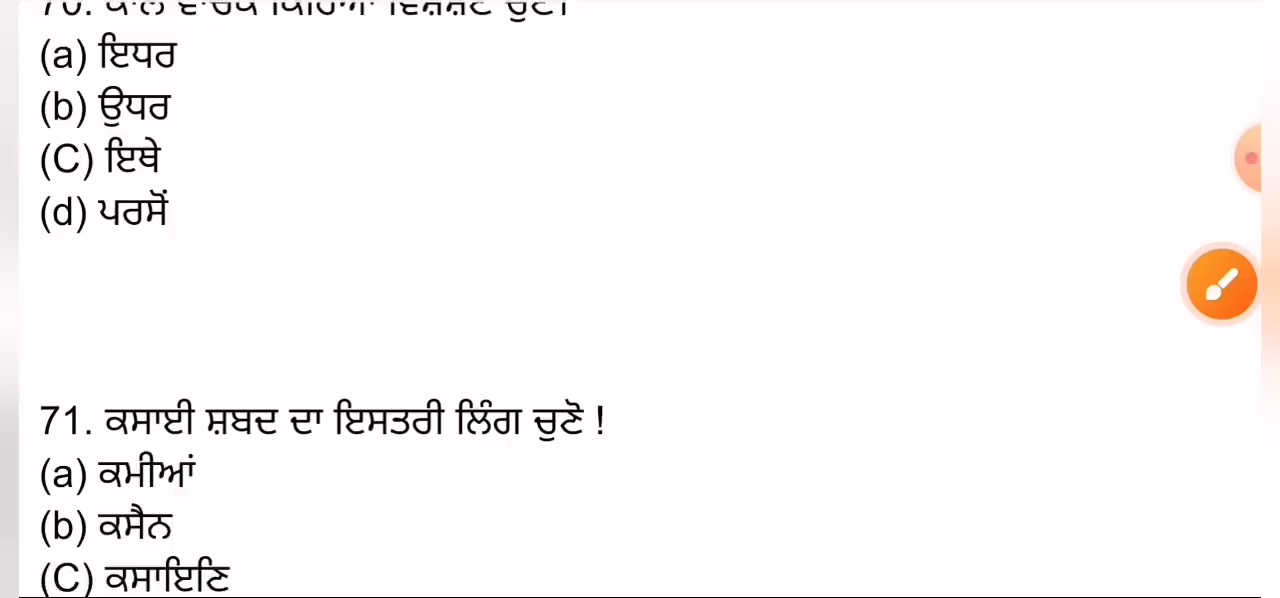 (a) ਇਧਰ
(b) ਉਧਰ
(C) ਇਥੇ
(d) ਪਰਸੋਂ
71. ਕਸਾਈ ਸ਼ਬਦ ਦਾ ਇਸਤਰੀ ਲਿੰਗ ਚੁਣੋ !
(a) ਕਮੀਆਂ
(b) ਕਸੈਨ
(C) ਕਸਾਇਣਿ